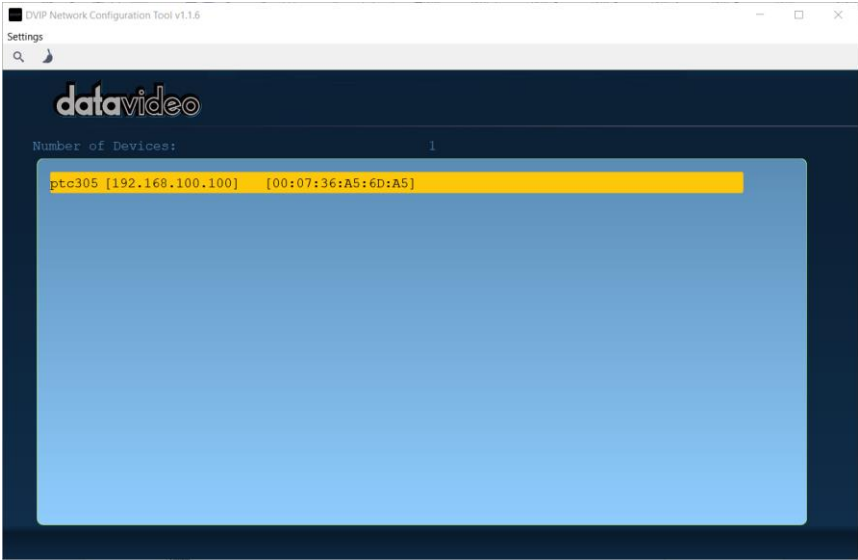 DVIP Network Configuration Tool v1.1.6
Settings
datavideo
Number of Devices: 1
ptc305 [192.168.100.100] [00:07:36:A5:6D:A5]